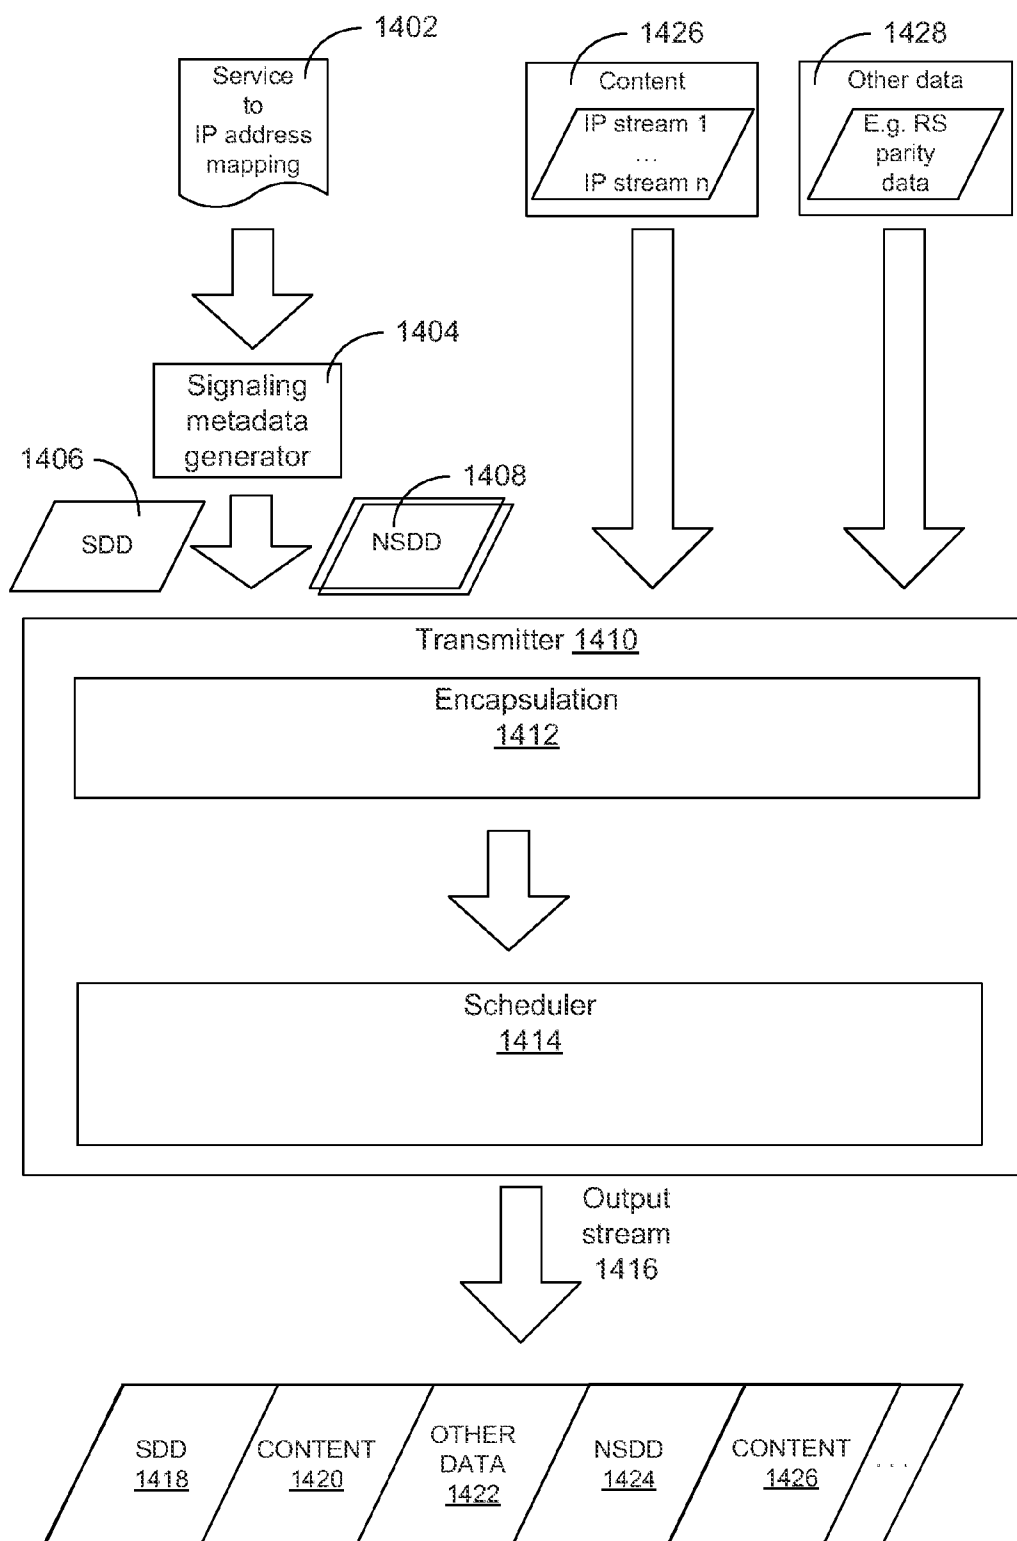 1402
Service
to
IP address
mapping
1426
Content
IP stream 1
...
IP stream n
1428
Other data
E.g. RS
parity
data
1404
Signaling
metadata
generator
1406
SDD
1408
NSDD
Transmitter 1410
Encapsulation
1412
Scheduler
1414
Output
stream
1416
SDD
1418
CONTENT
1420
OTHER
DATA
1422
NSDD
1424
CONTENT
1426
...